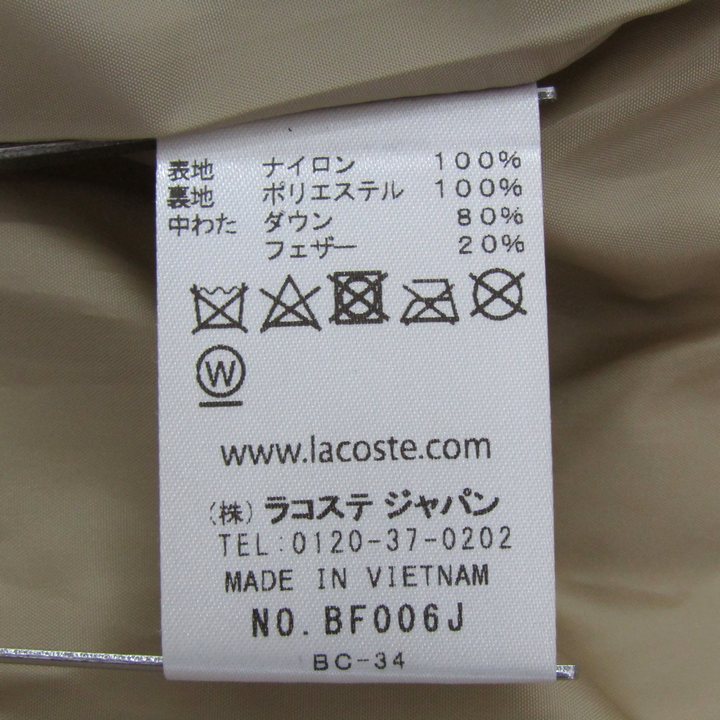 表地 ナイロン 100%
裏地 ポリエステル 100%
中わた ダウン 80%
フェザー 20%
W
www.lacoste.com
(株) ラコステ ジャパン
TEL:0120-37-0202
MADE IN VIETNAM
NO. BF006J
BC-34